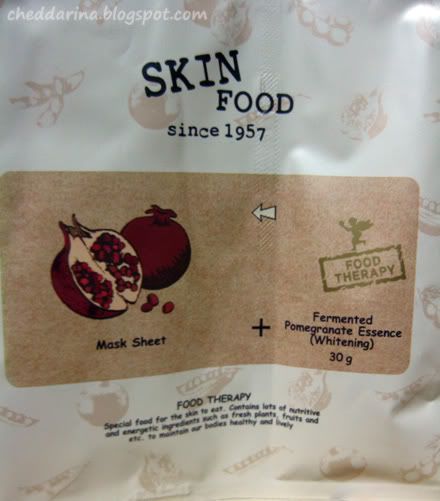 cheddarina.blogspot.com
SKIN
FOOD
since 1957
FOOD
THERAPY
Mask Sheet
+
Fermented
Pomegranate Essence
(Whitening)
30 g
FOOD THERAPY
Special food for the skin to eat. Contains lots of nutritive
and energetic ingredients such as fresh plants, fruits and
etc. to maintain our bodies healthy and lively